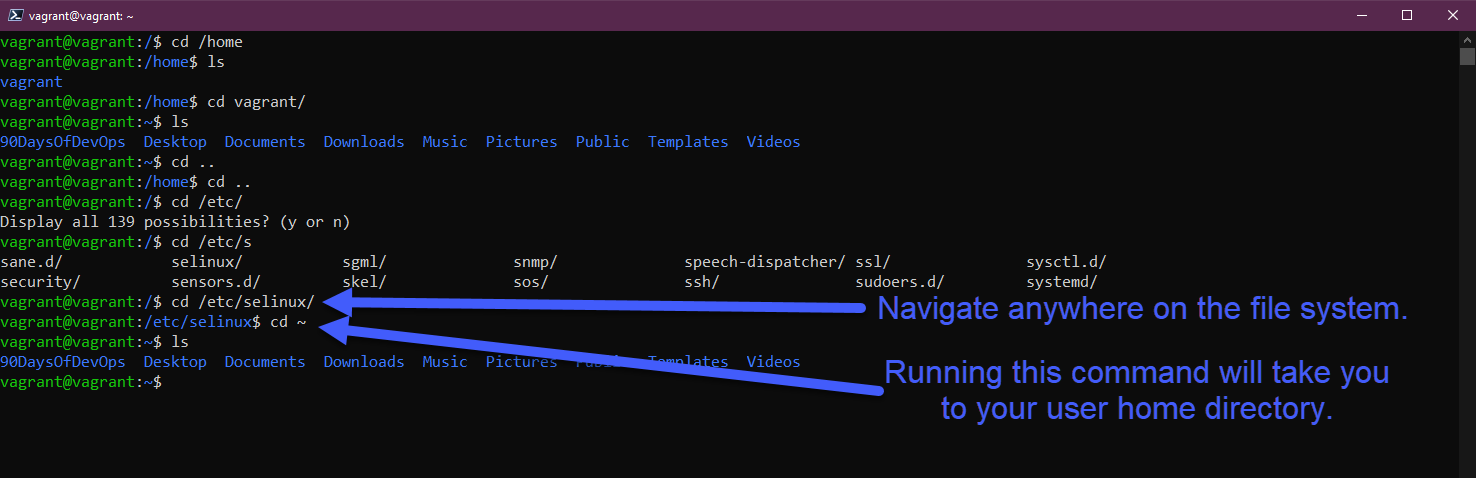 vagrant@vagrant: ~
vagrant@vagrant:/$ cd /home
vagrant@vagrant:/home$ ls
vagrant
vagrant@vagrant:/home$ cd vagrant/
vagrant@vagrant:~$ ls
90DaysOfDevOps  Desktop  Documents  Downloads  Music  Pictures  Public  Templates  Videos
vagrant@vagrant:~$ cd ..
vagrant@vagrant:/home$ cd ..
vagrant@vagrant:/$ cd /etc/
Display all 139 possibilities? (y or n)
vagrant@vagrant:/$ cd /etc/s
sane.d/            selinux/           sgml/              snmp/              speech-dispatcher/ ssl/               sysctl.d/
security/          sensors.d/         skel/              sos/               ssh/               sudoers.d/         systemd/
vagrant@vagrant:/$ cd /etc/selinux/
Navigate anywhere on the file system.
vagrant@vagrant:/etc/selinux$ cd ~
vagrant@vagrant:~$ ls
90DaysOfDevOps  Desktop  Documents  Downloads  Music  Pictures  Public  Templates  Videos
vagrant@vagrant:~$
Running this command will take you
to your user home directory.